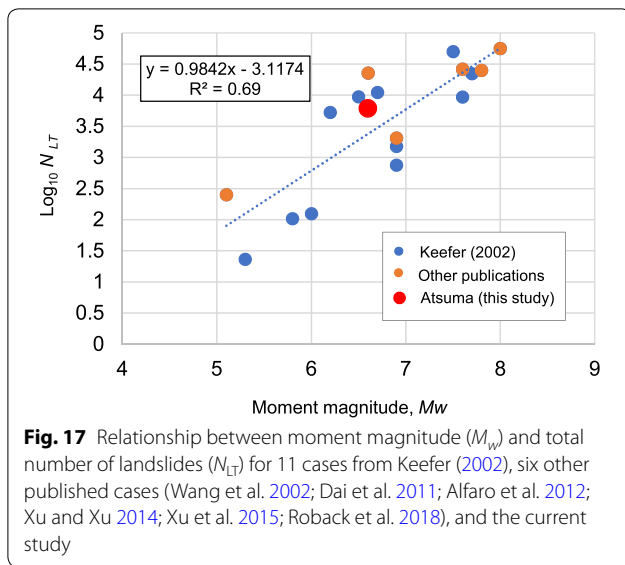 5
4.5
4
3.5
3
2.5
2
1.5
1
0.5
0
Log₁₀ N LT
y = 0.9842x - 3.1174
R² = 0.69
Keefer (2002)
Other publications
Atsuma (this study)
4 5 6 7 8 9
Moment magnitude, Mw
Fig. 17 Relationship between moment magnitude (Mw) and total
number of landslides (NLT) for 11 cases from Keefer (2002), six other
published cases (Wang et al. 2002; Dai et al. 2011; Alfaro et al. 2012;
Xu and Xu 2014; Xu et al. 2015; Roback et al. 2018), and the current
study